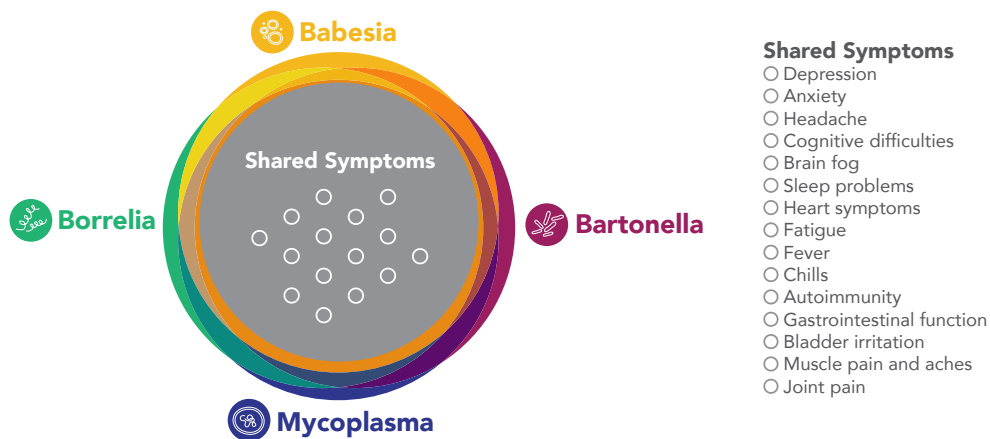 Babesia
Shared Symptoms
Borrelia
Bartonella
Mycoplasma
Shared Symptoms
Depression
Anxiety
Headache
Cognitive difficulties
Brain fog
Sleep problems
Heart symptoms
Fatigue
Fever
Chills
Autoimmunity
Gastrointestinal function
Bladder irritation
Muscle pain and aches
Joint pain